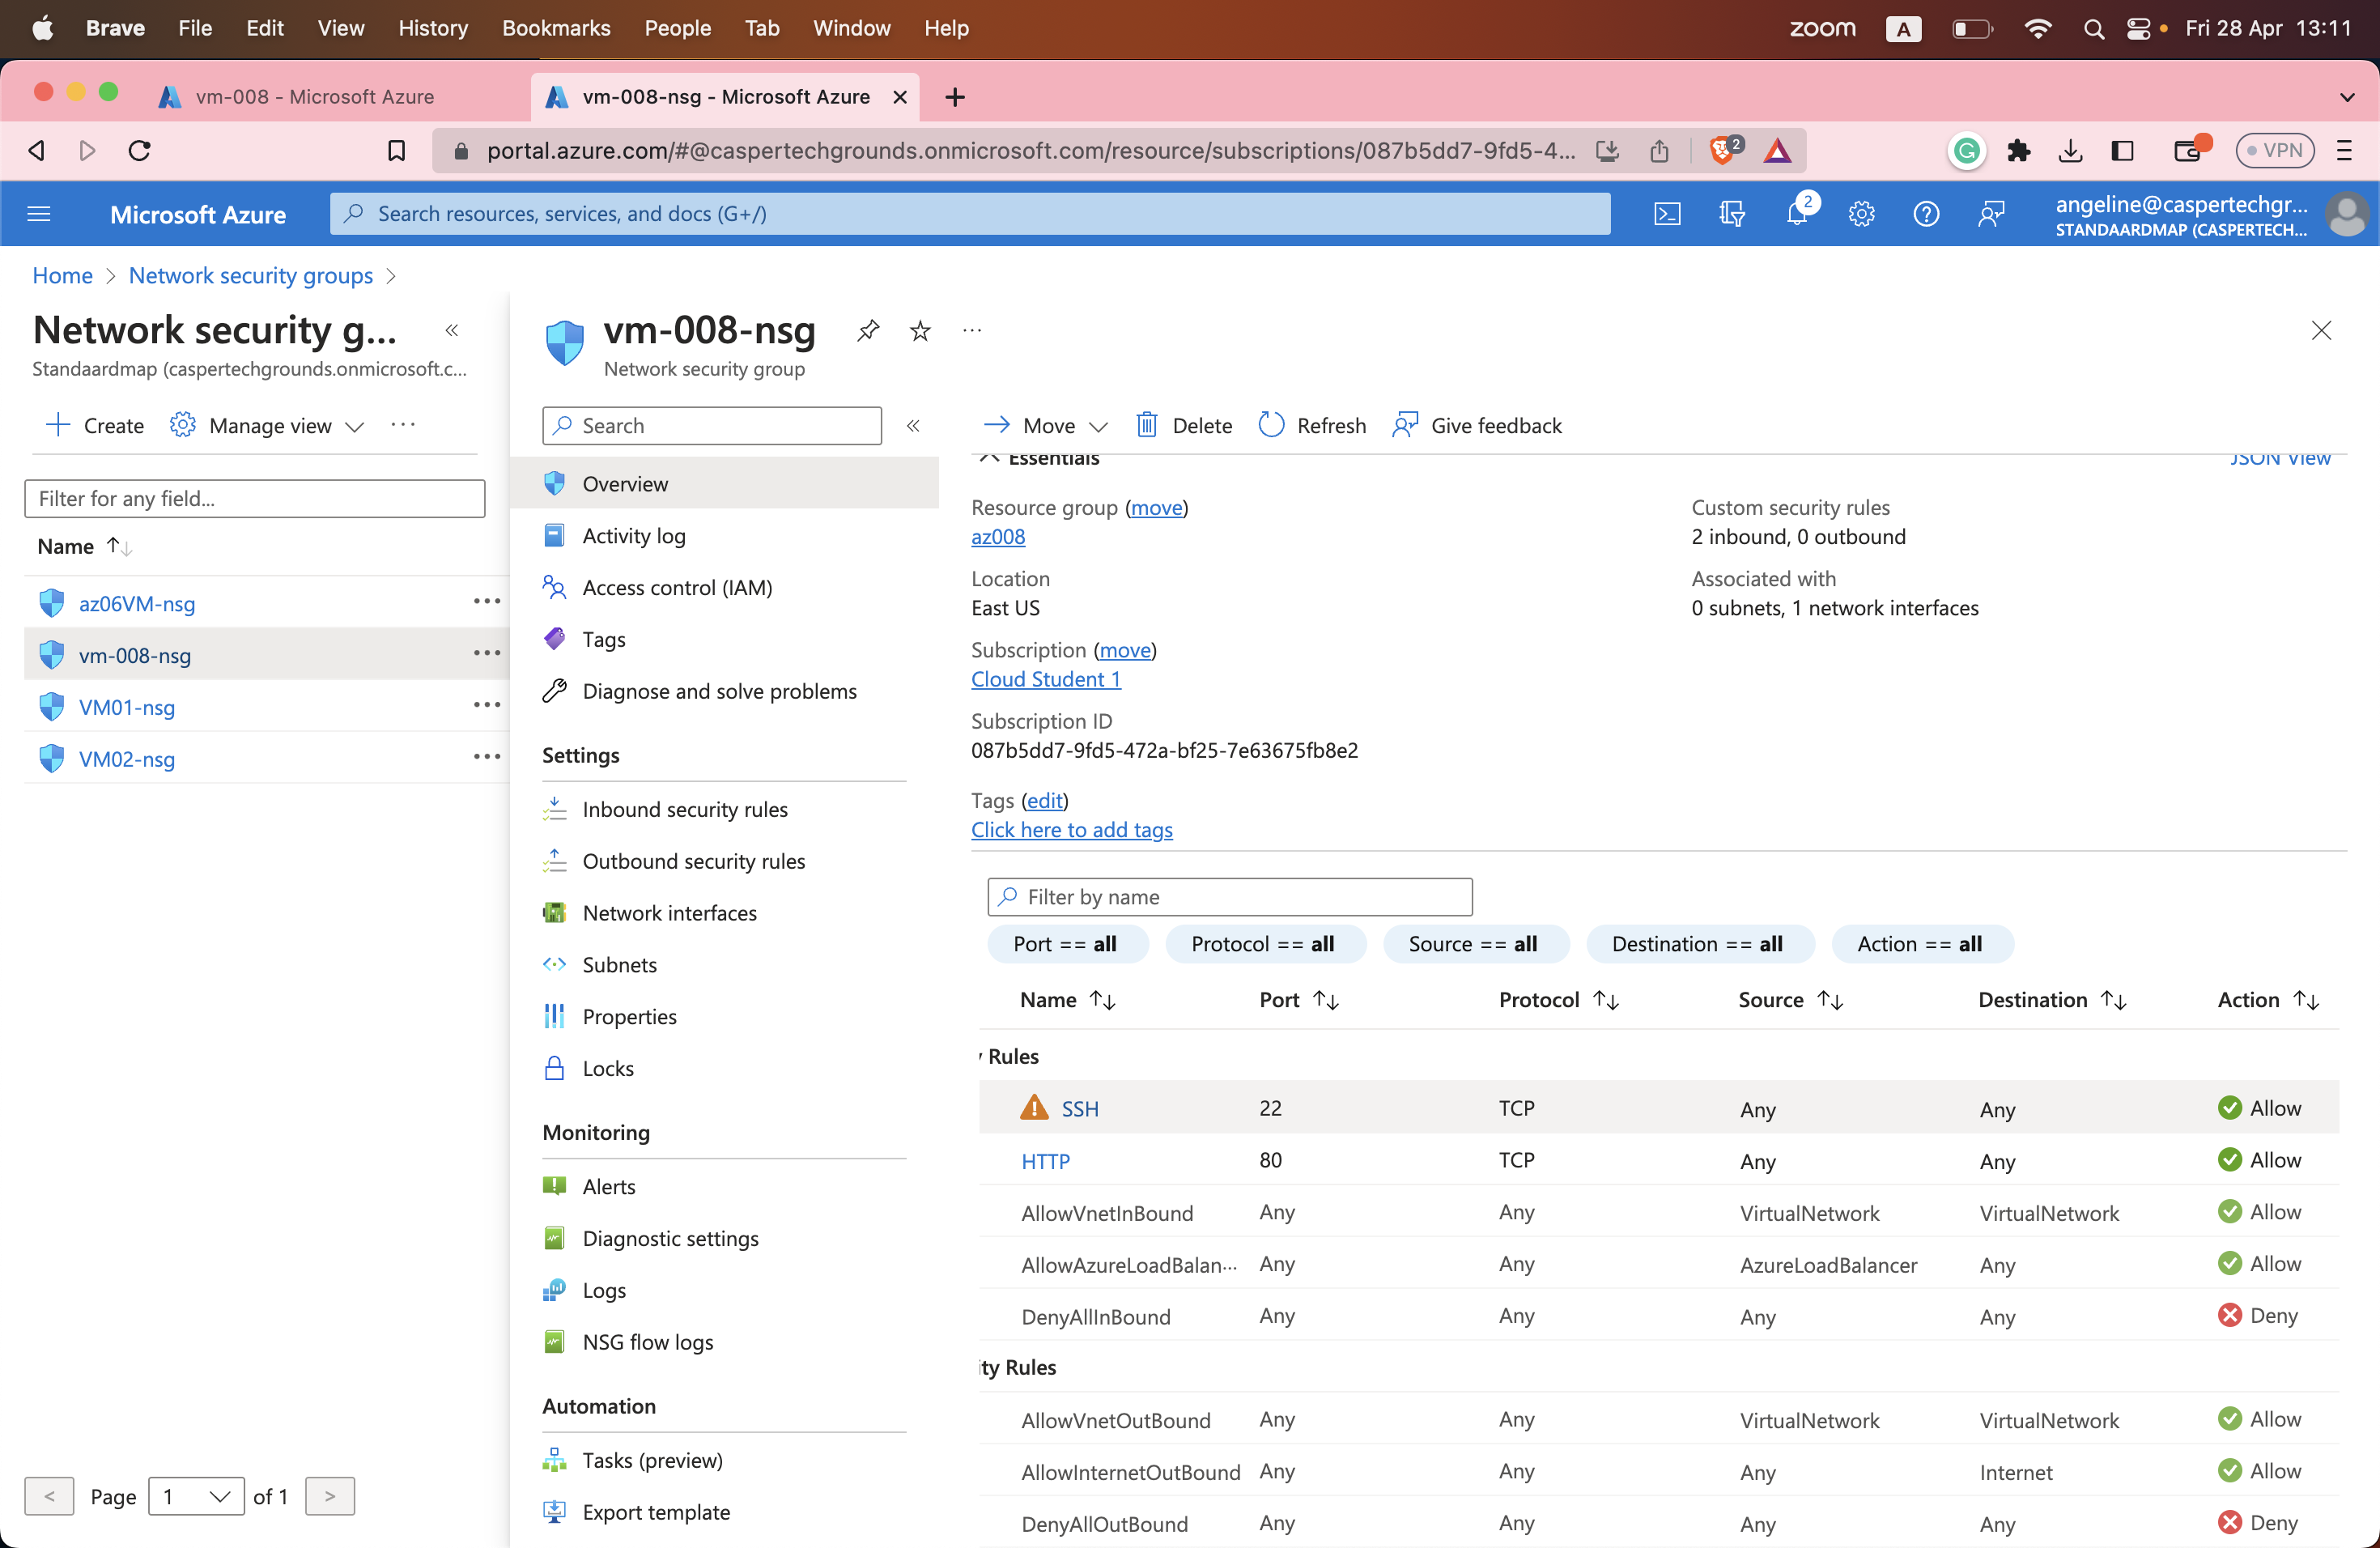 Brave File Edit View History Bookmarks People Tab Window Help zoom A Fri 28 Apr 13:11
vm-008 - Microsoft Azure vm-008-nsg - Microsoft Azure
portal.azure.com/#@caspertechgrounds.onmicrosoft.com/resource/subscriptions/087b5dd7-9fd5-4... 2 VPN
Microsoft Azure Search resources, services, and docs (G+/) 2 angeline@caspertechgr...
STANDAARDMAP (CASPERTECH...
Home > Network security groups >
Network security g... «
Standaardmap (caspertechgrounds.onmicrosoft.c...
Create Manage view ...
Filter for any field...
Name
az06VM-nsg
vm-008-nsg
VM01-nsg
VM02-nsg
< Page 1 of 1 >
vm-008-nsg ...
Network security group
Search «
Overview
Activity log
Access control (IAM)
Tags
Diagnose and solve problems
Settings
Inbound security rules
Outbound security rules
Network interfaces
Subnets
Properties
Locks
Monitoring
Alerts
Diagnostic settings
Logs
NSG flow logs
Automation
Tasks (preview)
Export template
Move Delete Refresh Give feedback
Essentials JSON View
Resource group (move)
az008
Location
East US
Subscription (move)
Cloud Student 1
Subscription ID
087b5dd7-9fd5-472a-bf25-7e63675fb8e2
Tags (edit)
Click here to add tags
Custom security rules
2 inbound, 0 outbound
Associated with
0 subnets, 1 network interfaces
Filter by name
Port == all Protocol == all Source == all Destination == all Action == all
Name Port Protocol Source Destination Action
y Rules
SSH 22 TCP Any Any Allow
HTTP 80 TCP Any Any Allow
AllowVnetInBound Any Any VirtualNetwork VirtualNetwork Allow
AllowAzureLoadBalan... Any Any AzureLoadBalancer Any Allow
DenyAllInBound Any Any Any Any Deny
ity Rules
AllowVnetOutBound Any Any VirtualNetwork VirtualNetwork Allow
AllowInternetOutBound Any Any Any Internet Allow
DenyAllOutBound Any Any Any Any Deny